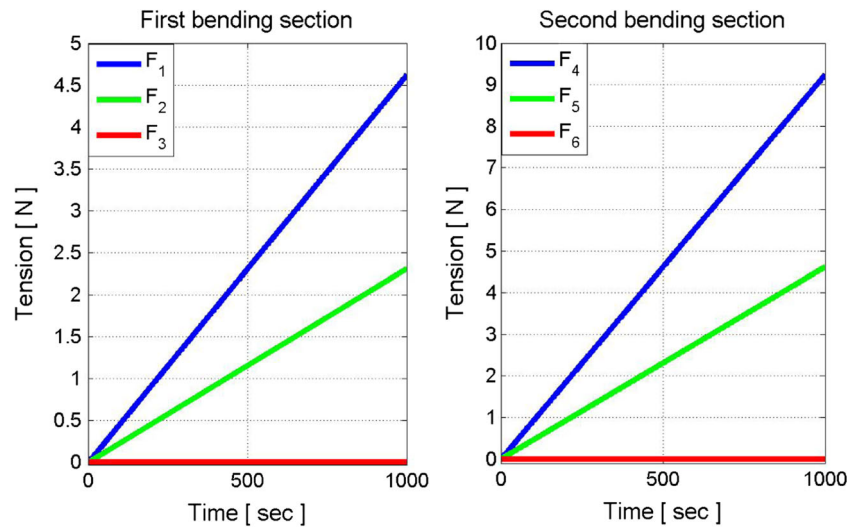 First bending section
5
4.5
4
3.5
3
2.5
2
1.5
1
0.5
0
Tension [ N ]
F1
F2
F3
0
500
1000
Time [ sec ]
Second bending section
10
9
8
7
6
5
4
3
2
1
0
Tension [ N ]
F4
F5
F6
0
500
1000
Time [ sec ]